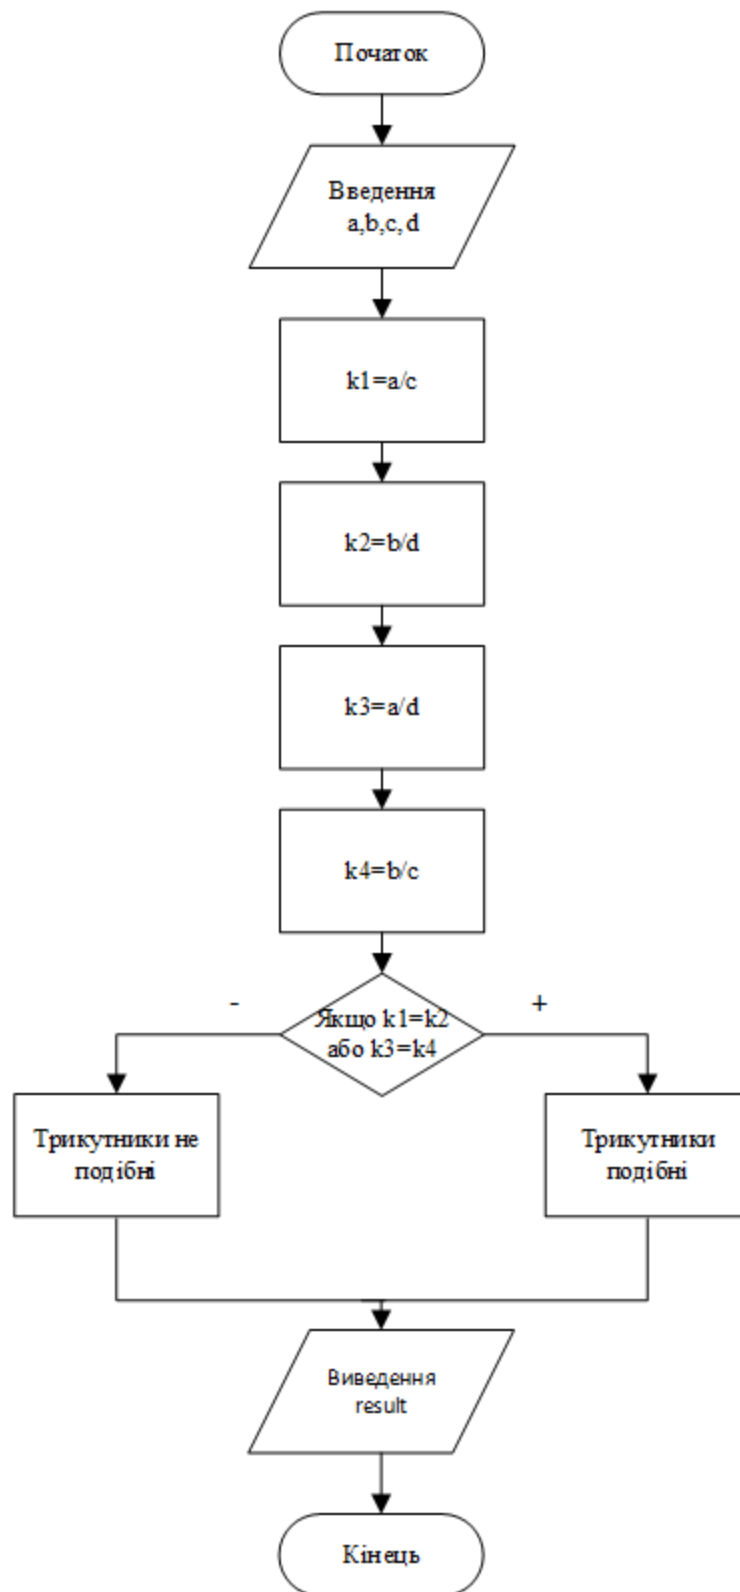 Початок
Введення
a,b,c,d
k1=a/c
k2=b/d
k3=a/d
k4=b/c
-
+
Якщо k1=k2
або k3=k4
Трикутники не
подібні
Трикутники
подібні
Виведення
result
Кінець